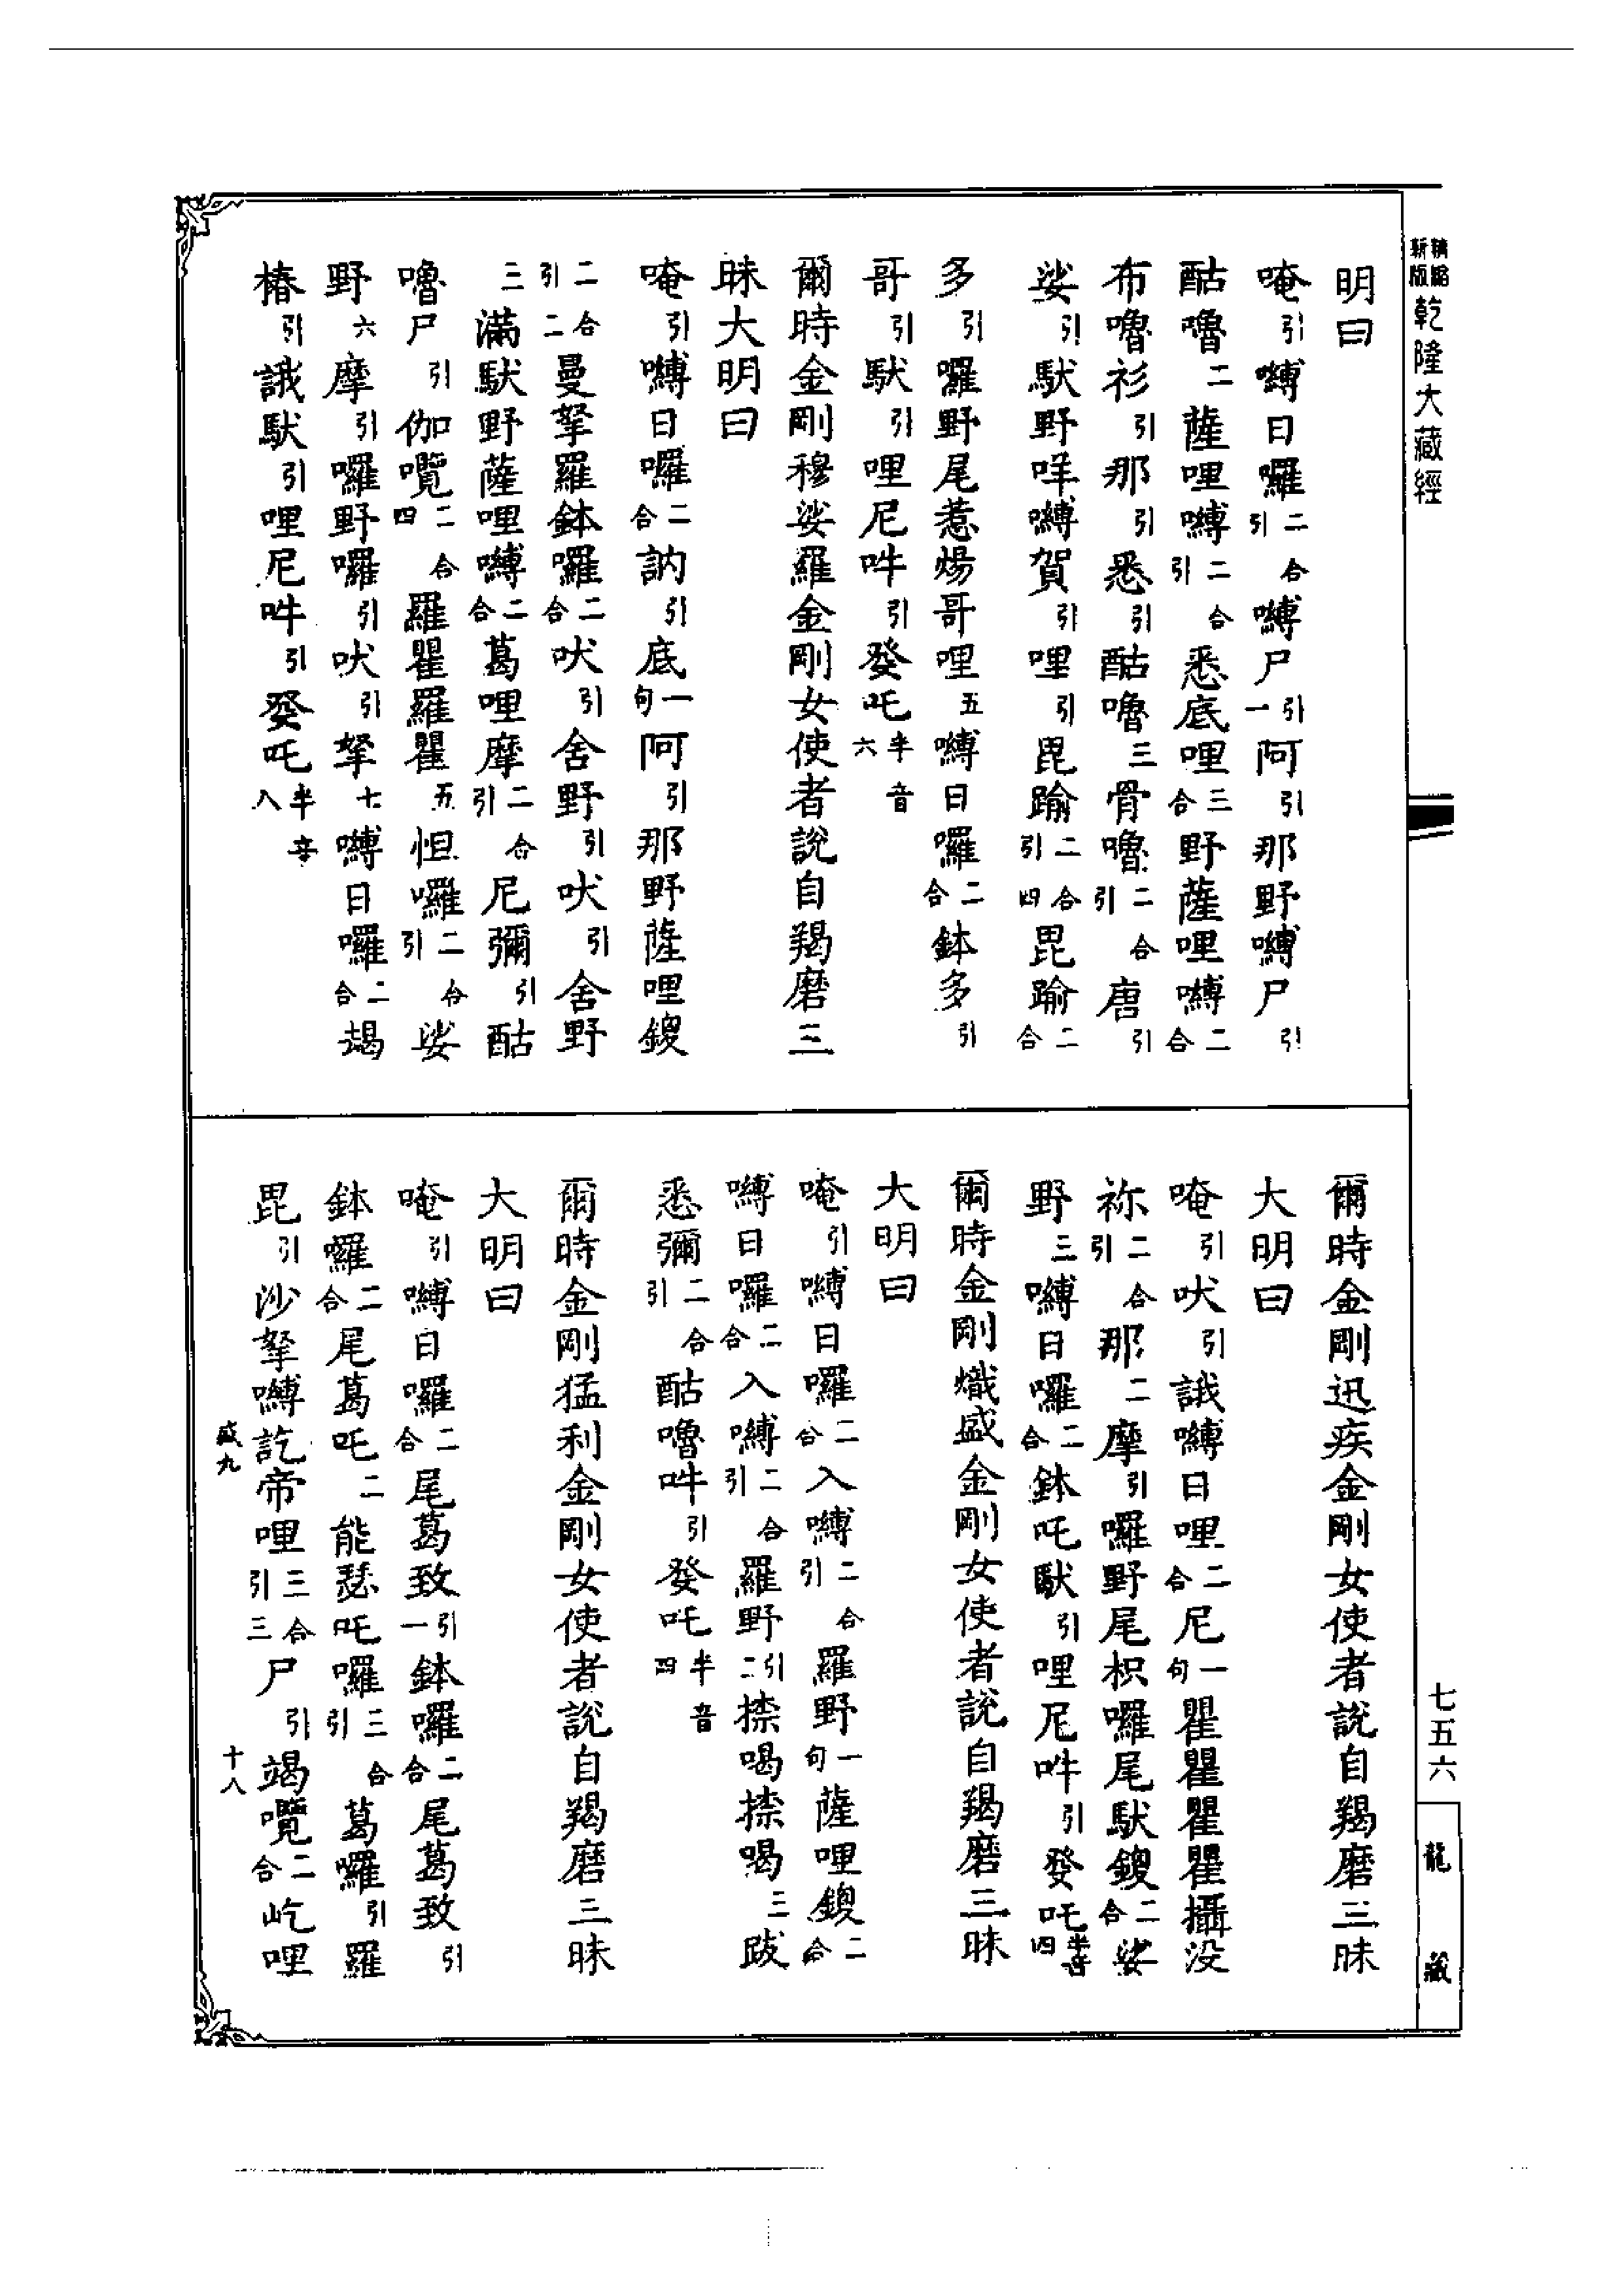 乾隆大藏經
明曰
唵引嚩日囉二合引嚩尸引一阿引那野嚩尸引
酤嚕二薩哩嚩二合引悉底哩三合野薩哩嚩二合
布嚕衫引那引悉引酤嚕三骨嚕二合引唐引
娑引馱野咩嚩賀引哩引毘踰二合引四毘踰二合
多引囉野尾惹煬哥哩五嚩日囉二合鉢多引
哥引馱引哩尼吽引癹吒半音六
爾時金剛穆娑羅金剛女使者說自羯磨三
昧大明曰
唵引嚩日囉二合訥引底一句阿引那野薩哩鍐
二合引二曼拏羅鉢囉二合吠引舍野引吠引舍野
三滿馱野薩哩嚩二合葛哩摩二合引尼彌引酤
嚕尸引伽囕二合四羅瞿羅瞿五怛囉二合引娑
野六摩引囉野囉引吠引拏七嚩日囉二合朅
樁引誐馱引哩尼吽引癹吒半音八
爾時金剛迅疾金剛女使者說自羯磨三昧
大明曰
唵引吠引誐嚩日哩二合尼一句瞿瞿瞿瞿攝没
祢二合引那二摩引囉野尾枳囉尾馱鍐二合娑
野三嚩日囉二合鉢吒馱引哩尼吽引癹吒半音四
爾時金剛熾盛金剛女使者說自羯磨三昧
大明曰
唵引嚩日囉二合入嚩二合引羅野一句薩哩鍐二合
嚩日囉二合入嚩二合引羅野引二捺喝捺喝三跋
悉彌二合引酤嚕吽引癹吒半音四
爾時金剛猛利金剛女使者說自羯磨三昧
大明曰
唵引嚩日囉二合尾葛致引一鉢囉二合尾葛致引
鉢囉二合尾葛吒二能瑟吒囉三合引葛囉引羅
毘引沙拏嚩訖帝哩三合引三尸引竭囕二合屹哩
盛九
十八
七五六
龍藏